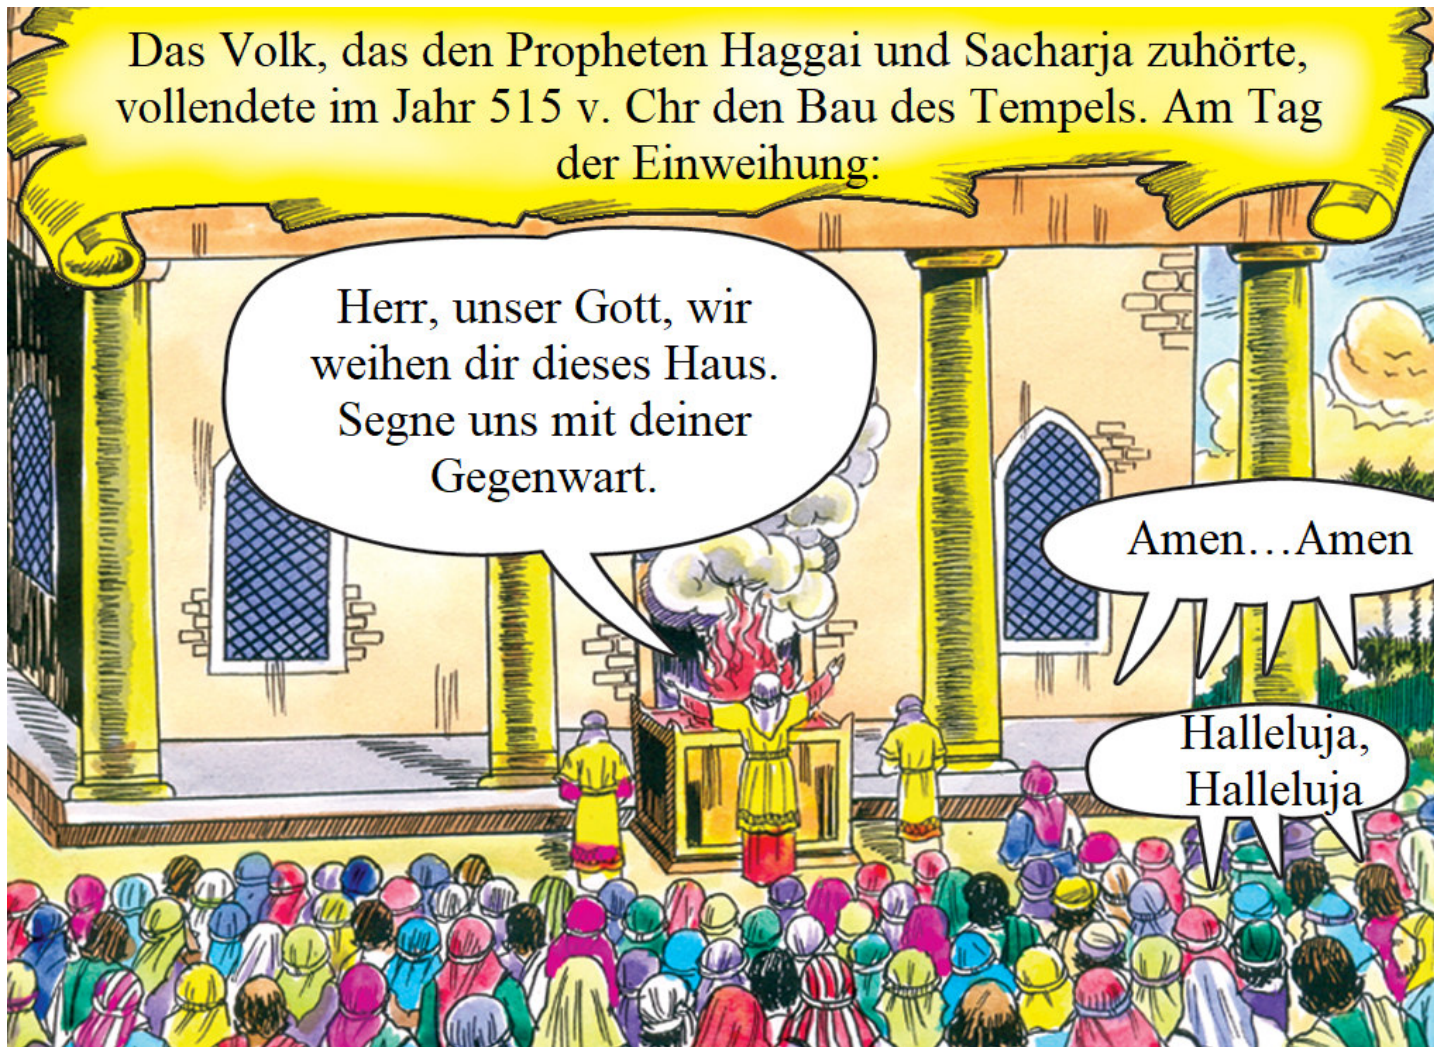 Das Volk, das den Propheten Haggai und Sacharja zuhörte,
vollendete im Jahr 515 v. Chr den Bau des Tempels. Am Tag
der Einweihung:
Herr, unser Gott, wir
weihen dir dieses Haus.
Segne uns mit deiner
Gegenwart.
Amen…Amen
Halleluja,
Halleluja